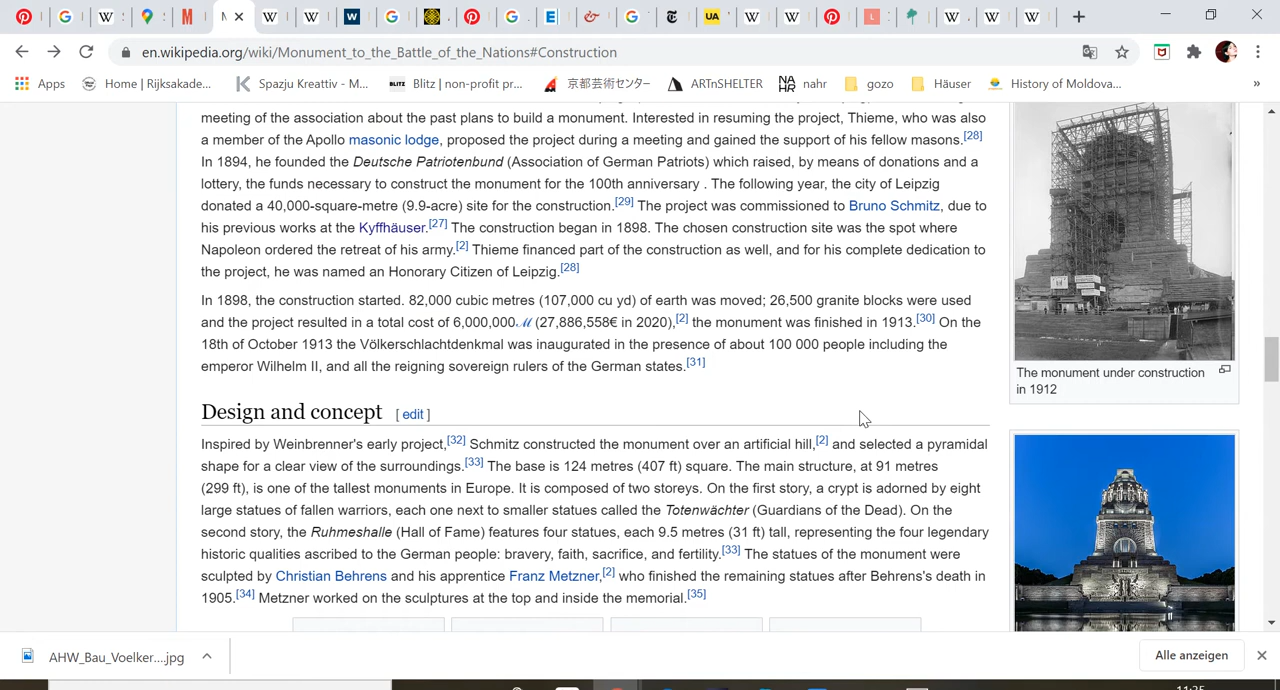 en.wikipedia.org/wiki/Monument_to_the_Battle_of_the_Nations#Construction
Apps
Home | Rijksakade...
Spazju Kreattiv - M...
BLITZ Blitz | non-profit pr...
京都芸術センター
ARTnSHELTER
NA HR nahr
gozo
Häuser
History of Moldova...
»
meeting of the association about the past plans to build a monument. Interested in resuming the project, Thieme, who was also
a member of the Apollo masonic lodge, proposed the project during a meeting and gained the support of his fellow masons.[28]
In 1894, he founded the Deutsche Patriotenbund (Association of German Patriots) which raised, by means of donations and a
lottery, the funds necessary to construct the monument for the 100th anniversary . The following year, the city of Leipzig
donated a 40,000-square-metre (9.9-acre) site for the construction.[29] The project was commissioned to Bruno Schmitz, due to
his previous works at the Kyffhäuser.[27] The construction began in 1898. The chosen construction site was the spot where
Napoleon ordered the retreat of his army.[2] Thieme financed part of the construction as well, and for his complete dedication to
the project, he was named an Honorary Citizen of Leipzig.[28]
In 1898, the construction started. 82,000 cubic metres (107,000 cu yd) of earth was moved; 26,500 granite blocks were used
and the project resulted in a total cost of 6,000,000ℳ (27,886,558€ in 2020),[2] the monument was finished in 1913.[30] On the
18th of October 1913 the Völkerschlachtdenkmal was inaugurated in the presence of about 100 000 people including the
emperor Wilhelm II, and all the reigning sovereign rulers of the German states.[31]
The monument under construction
in 1912
Design and concept [ edit ]
Inspired by Weinbrenner's early project,[32] Schmitz constructed the monument over an artificial hill,[2] and selected a pyramidal
shape for a clear view of the surroundings.[33] The base is 124 metres (407 ft) square. The main structure, at 91 metres
(299 ft), is one of the tallest monuments in Europe. It is composed of two storeys. On the first story, a crypt is adorned by eight
large statues of fallen warriors, each one next to smaller statues called the Totenwächter (Guardians of the Dead). On the
second story, the Ruhmeshalle (Hall of Fame) features four statues, each 9.5 metres (31 ft) tall, representing the four legendary
historic qualities ascribed to the German people: bravery, faith, sacrifice, and fertility.[33] The statues of the monument were
sculpted by Christian Behrens and his apprentice Franz Metzner,[2] who finished the remaining statues after Behrens's death in
1905.[34] Metzner worked on the sculptures at the top and inside the memorial.[35]
AHW_Bau_Voelker....jpg
Alle anzeigen